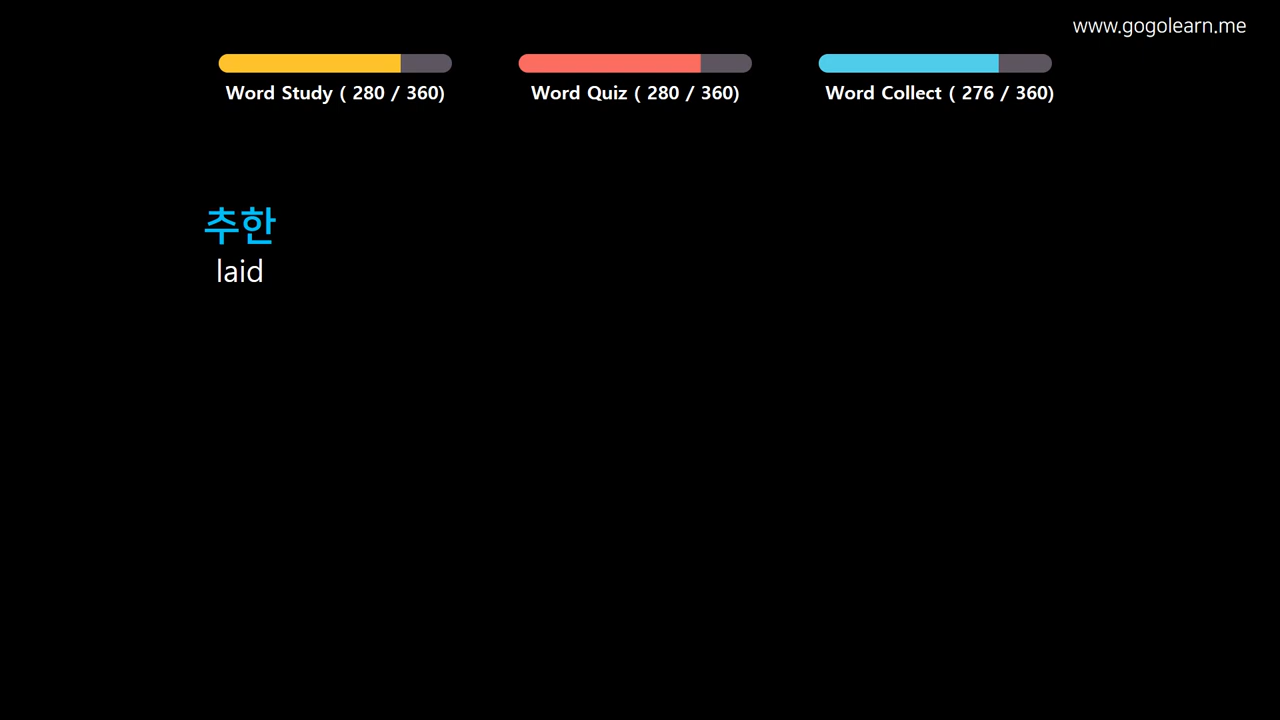 www.gogolearn.me
Word Study ( 280 / 360)
Word Quiz ( 280 / 360)
Word Collect ( 276 / 360)
추한
laid